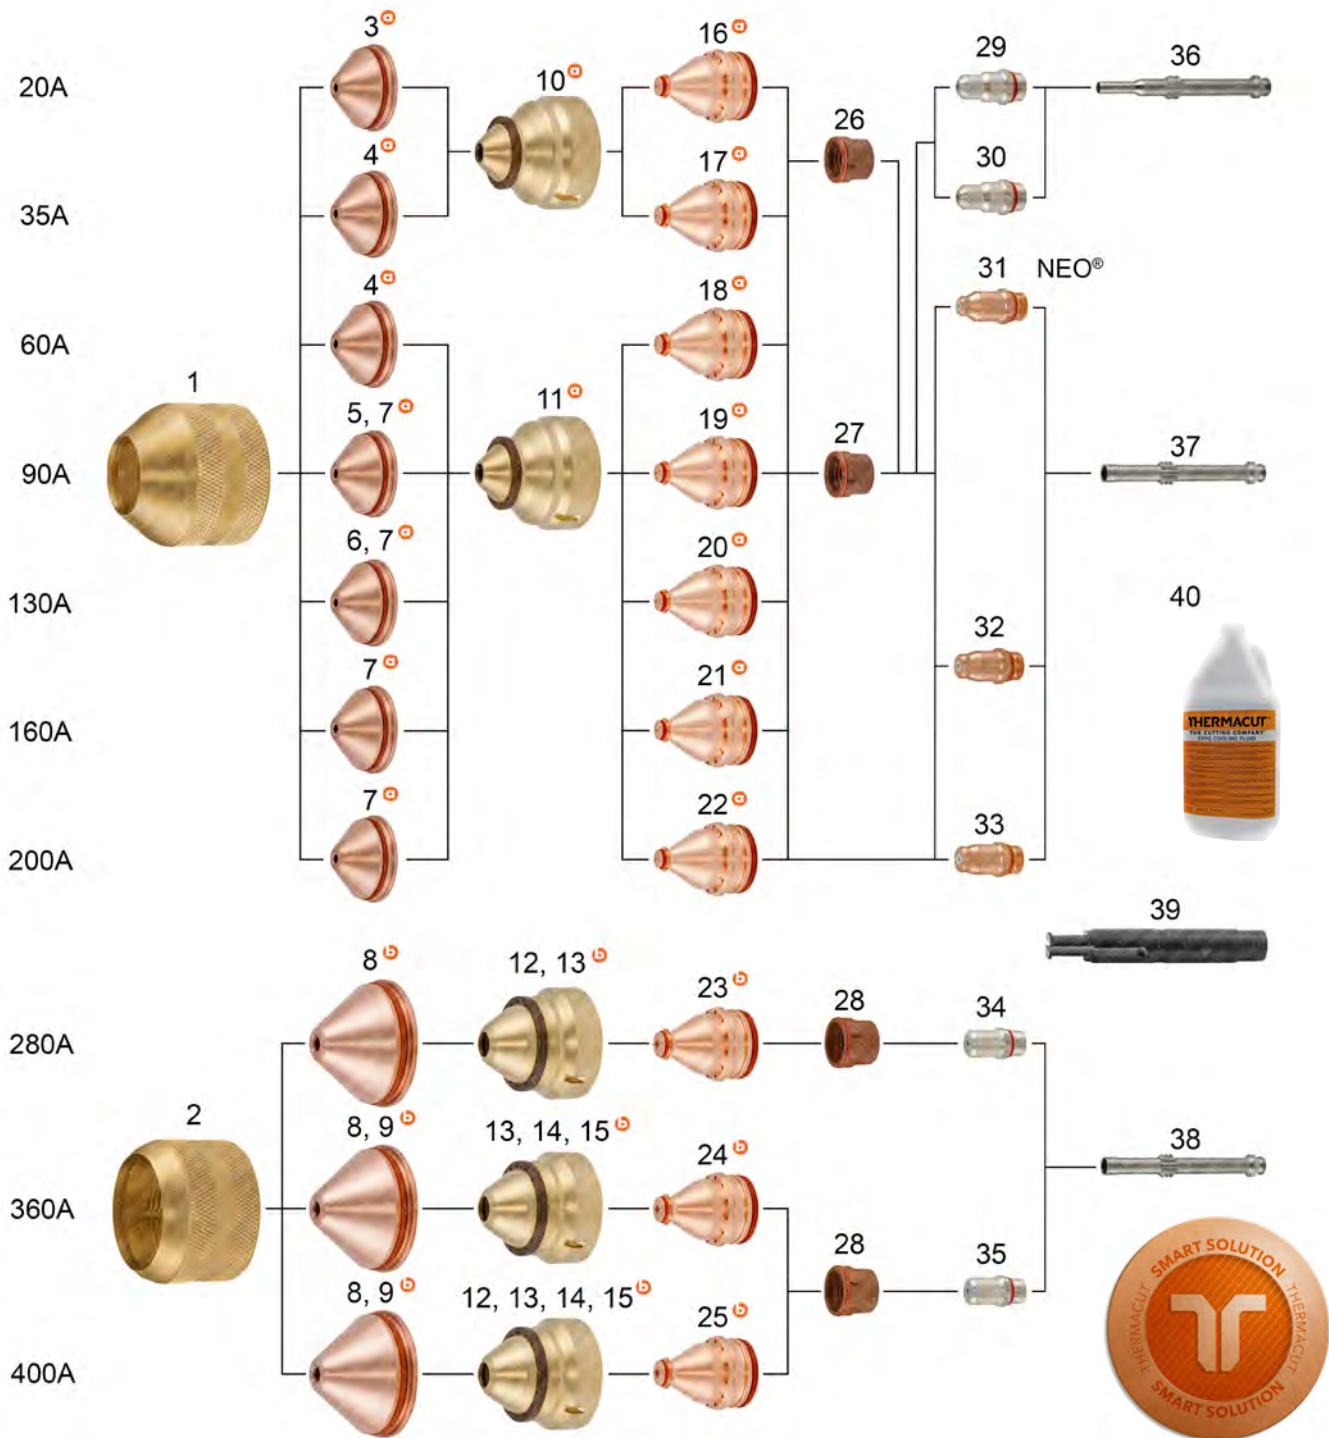 3 a
16 a
29
36
20A
10 a
26
4 a
17 a
30
35A
31 NEO®
4 a
18 a
60A
1
5, 7 a
11 a
19 a
27
37
90A
6, 7 a
20 a
40
130A
32
7 a
21 a
THERMACUT
THE CUTTING COMPANY
160A
7 a
22 a
33
200A
39
8 b
12, 13 b
23 b
28
34
280A
2
8, 9 b
13, 14, 15 b
24 b
38
360A
28
35
8, 9 b
12, 13, 14, 15 b
25 b
400A
SMART SOLUTION
THERMACUT
THERMACUT
SMART SOLUTION